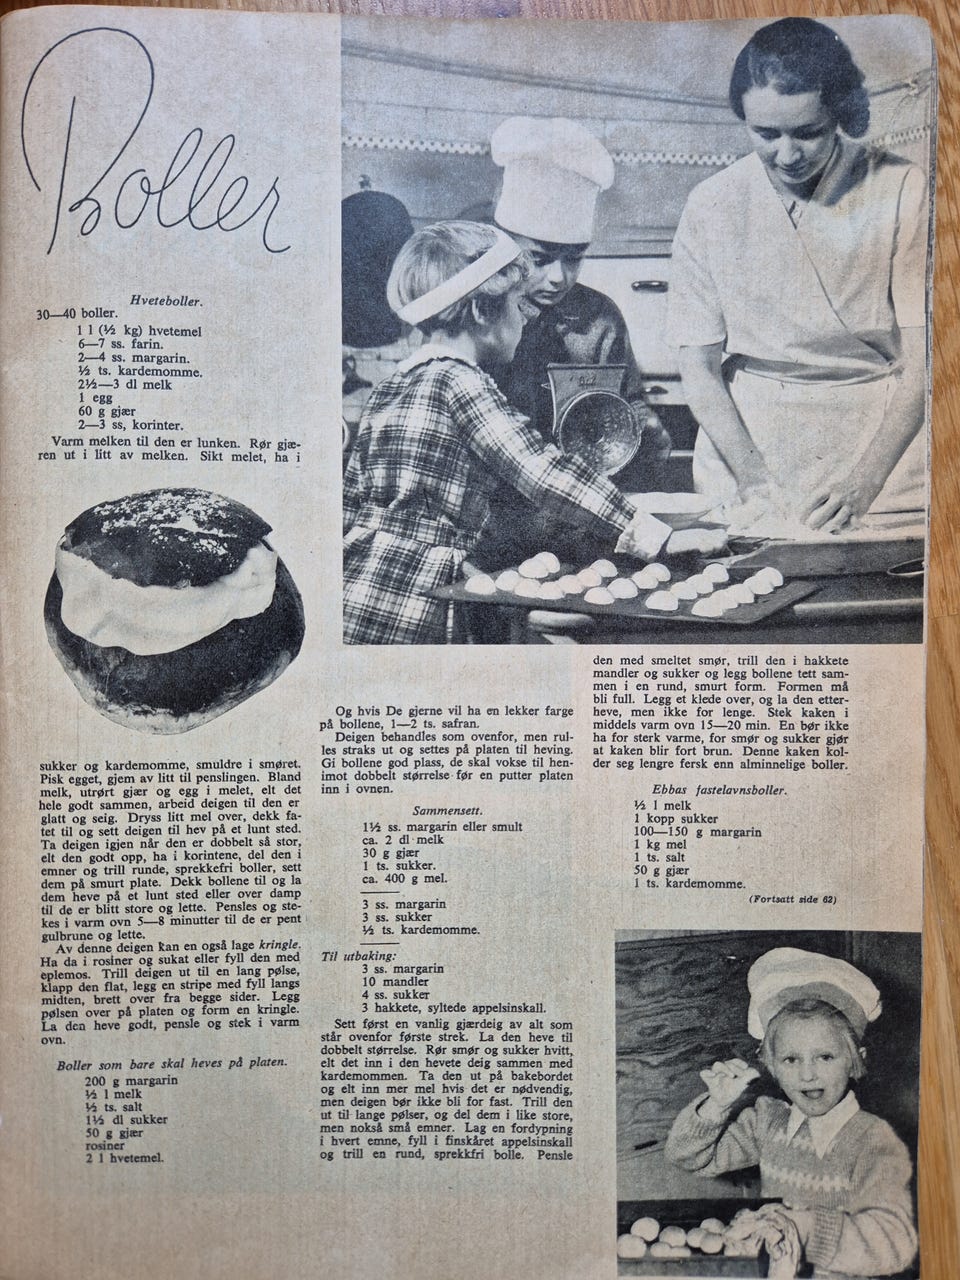 Boller
Hveteboller.
30—40 boller.
1 l (½ kg) hvetemel
6—7 ss. farin.
2—4 ss. margarin.
½ ts. kardemomme.
2½—3 dl melk
1 egg
60 g gjær
2—3 ss, korinter.
Varm melken til den er lunken. Rør gjæ-
ren ut i litt av melken. Sikt melet, ha i
sukker og kardemomme, smuldre i smøret.
Pisk egget, gjem av litt til penslingen. Bland
melk, utrørt gjær og egg i melet, elt det
hele godt sammen, arbeid deigen til den er
glatt og seig. Dryss litt mel over, dekk fa-
tet til og sett deigen til hev på et lunt sted.
Ta deigen igjen når den er dobbelt så stor,
elt den godt opp, ha i korintene, del den i
emner og trill runde, sprekkefri boller, sett
dem på smurt plate. Dekk bollene til og la
dem heve på et lunt sted eller over damp
til de er blitt store og lette. Pensles og ste-
kes i varm ovn 5—8 minutter til de er pent
gulbrune og lette.
Av denne deigen kan en også lage kringle.
Ha da i rosiner og sukat eller fyll den med
eplemos. Trill deigen ut til en lang pølse,
klapp den flat, legg en stripe med fyll langs
midten, brett over fra begge sider. Legg
pølsen over på platen og form en kringle.
La den heve godt, pensle og stek i varm
ovn.
Boller som bare skal heves på platen.
200 g margarin
½ l melk
½ ts. salt
1½ dl sukker
50 g gjær
rosiner
2 l hvetemel.
Og hvis De gjerne vil ha en lekker farge
på bollene, 1—2 ts. safran.
Deigen behandles som ovenfor, men rul-
les straks ut og settes på platen til heving.
Gi bollene god plass, de skal vokse til hen-
imot dobbelt størrelse før en putter platen
inn i ovnen.
Sammensett.
1½ ss. margarin eller smult
ca. 2 dl melk
30 g gjær
1 ts. sukker.
ca. 400 g mel.
3 ss. margarin
3 ss. sukker
½ ts. kardemomme.
Til utbaking:
3 ss. margarin
10 mandler
4 ss. sukker
3 hakkete, syltede appelsinskall.
Sett først en vanlig gjærdeig av alt som
står ovenfor første strek. La den heve til
dobbelt størrelse. Rør smør og sukker hvitt,
elt det inn i den hevete deig sammen med
kardemommen. Ta den ut på bakebordet
og elt inn mer mel hvis det er nødvendig,
men deigen bør ikke bli for fast. Trill den
ut til lange pølser, og del dem i like store,
men nokså små emner. Lag en fordypning
i hvert emne, fyll i finskåret appelsinskall
og trill en rund, sprekkfri bolle. Pensle
den med smeltet smør, trill den i hakkete
mandler og sukker og legg bollene tett sam-
men i en rund, smurt form. Formen må
bli full. Legg et klede over, og la den etter-
heve, men ikke for lenge. Stek kaken i
middels varm ovn 15—20 min. En bør ikke
ha for sterk varme, for smør og sukker gjør
at kaken blir fort brun. Denne kaken kol-
der seg lengre fersk enn alminnelige boller.
Ebbas fastelavnsboller.
½ l melk
1 kopp sukker
100—150 g margarin
1 kg mel
1 ts. salt
50 g gjær
1 ts. kardemomme.
(Fortsatt side 62)